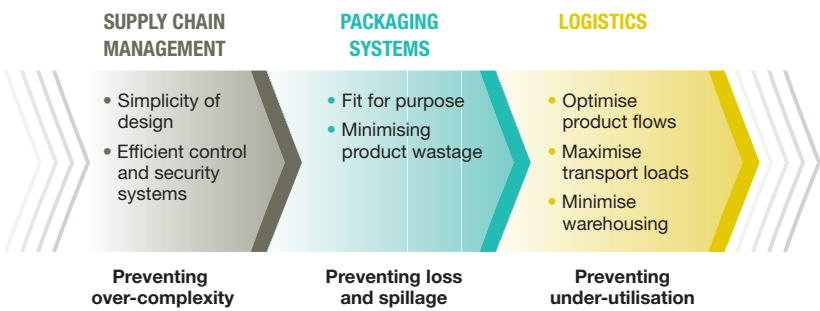 SUPPLY CHAIN
MANAGEMENT
• Simplicity of
design
• Efficient control
and security
systems
Preventing
over-complexity
PACKAGING
SYSTEMS
• Fit for purpose
• Minimising
product wastage
Preventing loss
and spillage
LOGISTICS
• Optimise
product flows
• Maximise
transport loads
• Minimise
warehousing
Preventing
under-utilisation